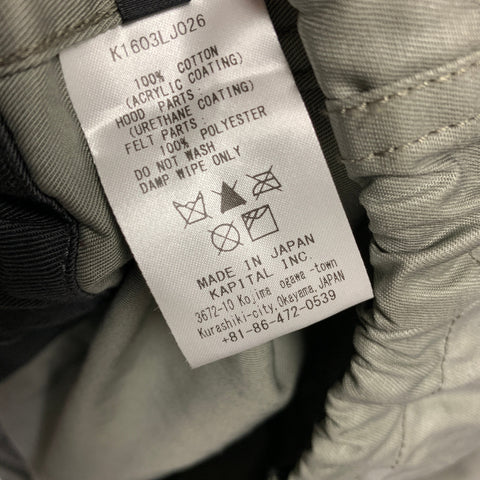 K1603LJ026
100% COTTON
(ACRYLIC COATING)
HOOD PARTS:
(URETHANE COATING)
FELT PARTS:
100% POLYESTER
DO NOT WASH
DAMP WIPE ONLY
MADE IN JAPAN
KAPITAL INC.
3672-10 Kojima ogawa-town
Kurashiki-city, Okayama, Japan
+81-86-472-0539